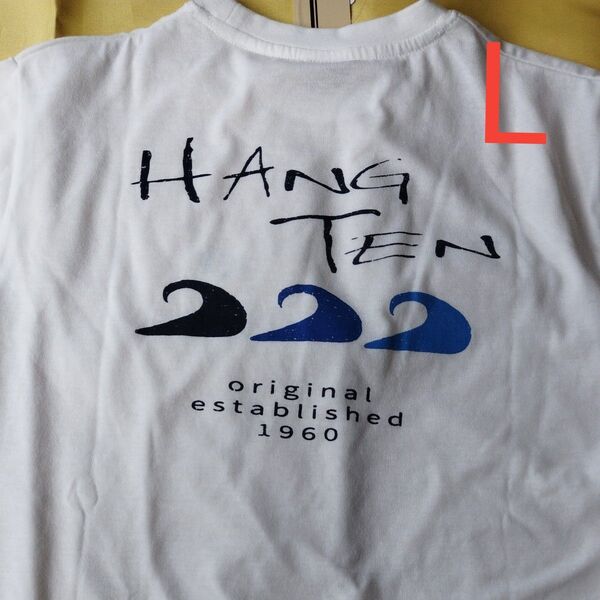 L
HANG
TEN
original
established
1960